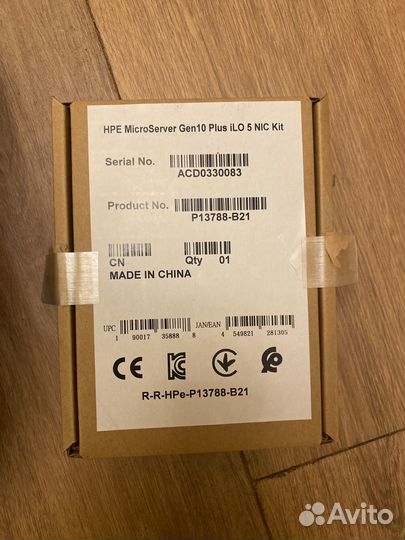 HPE MicroServer Gen10 Plus iLO 5 NIC Kit
Serial No.
ACD0330083
Product No.
P13788-B21
CN Qty 01
MADE IN CHINA
UPC 1 90017 35888 8 JAN/EAN 4 549821 281305
CE
R-R-HPe-P13788-B21
Avito